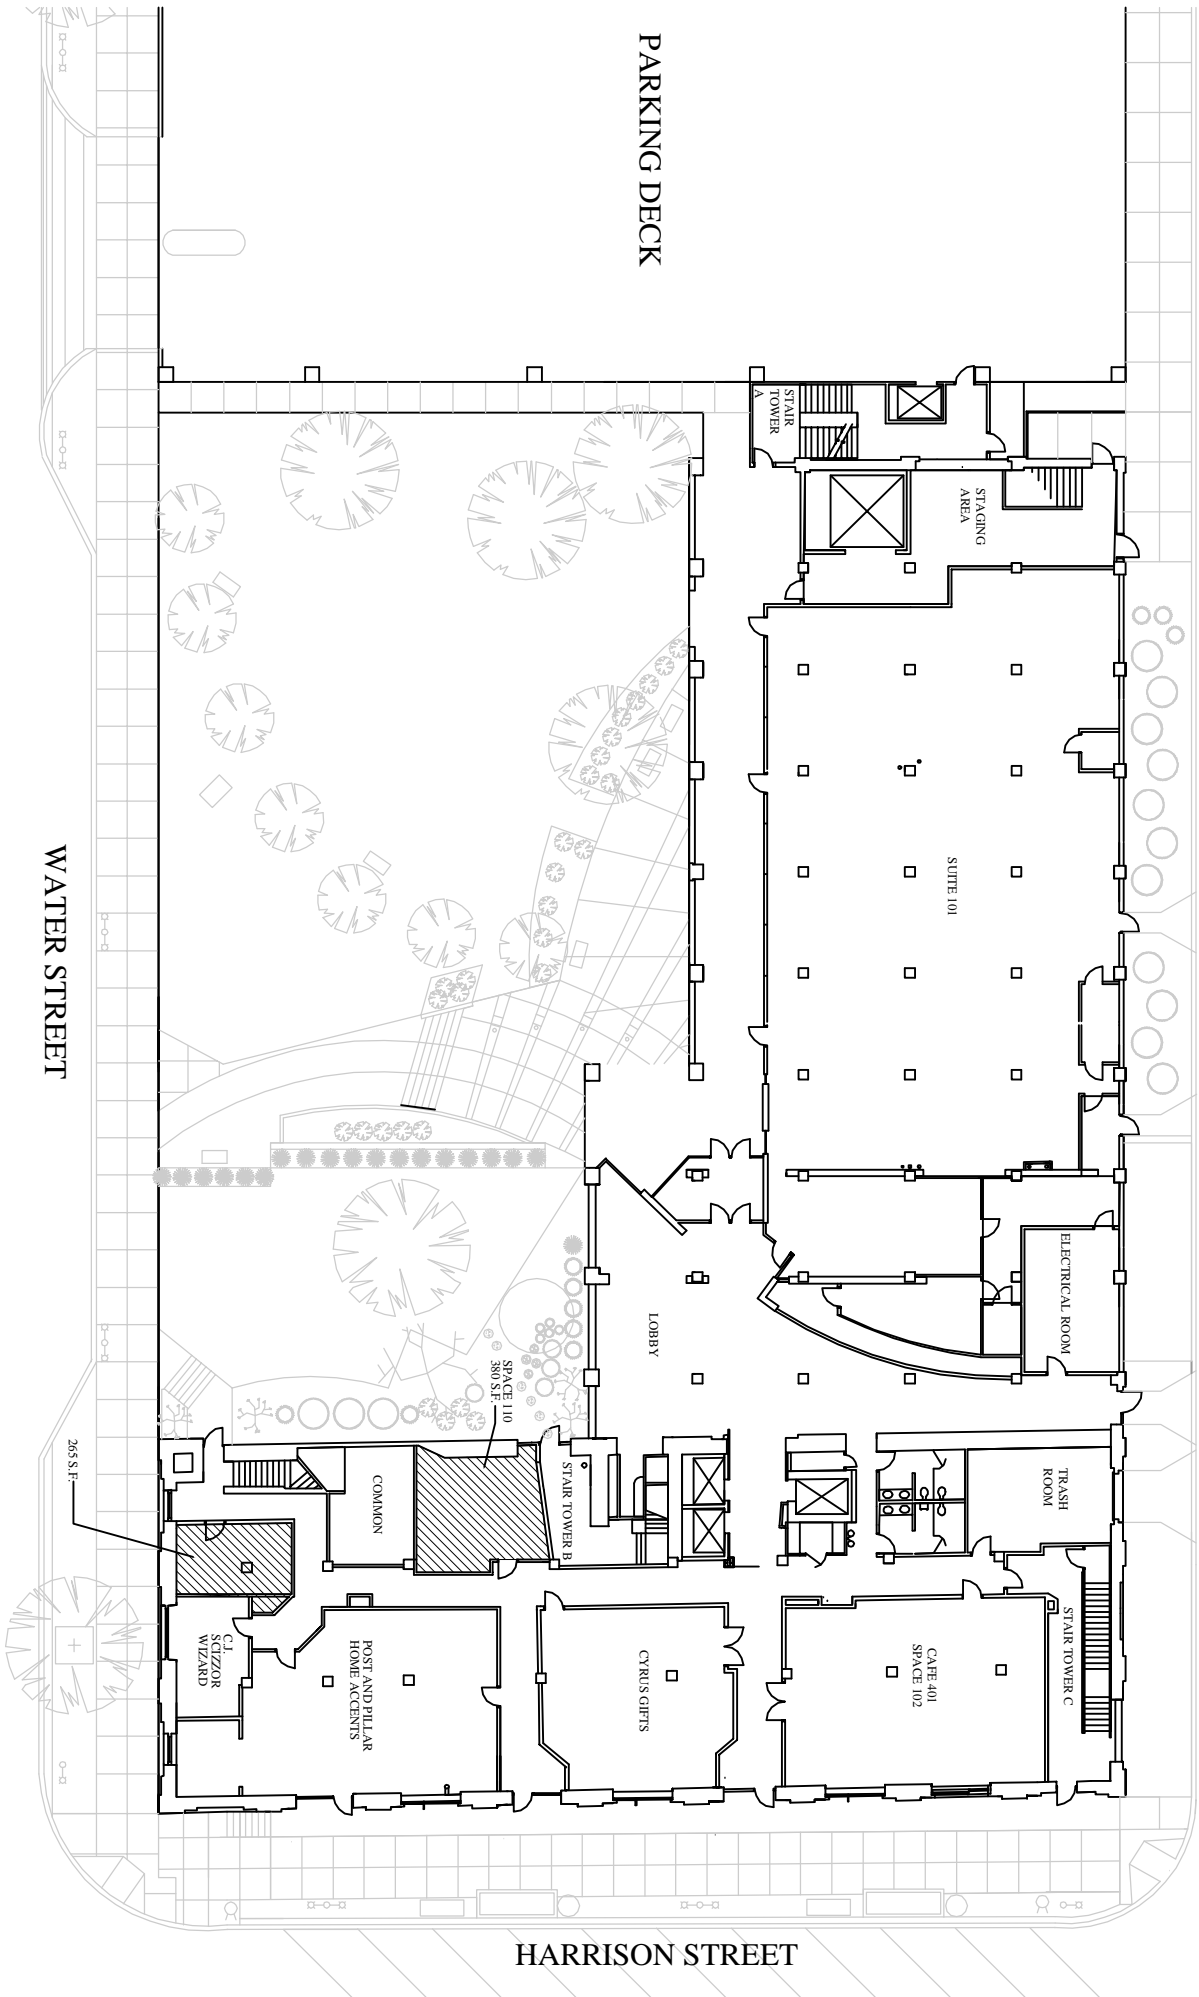 PARKING DECK
STAIR
TOWER
A
STAGING
AREA
SUITE 101
WATER STREET
ELECTRICAL ROOM
LOBBY
SPACE 110
380 S.F.
265 S.F.
COMMON
STAIR TOWER B
TRASH
ROOM
C.J.
SCIZZOR
WIZARD
POST AND PILLAR
HOME ACCENTS
CYRUS GIFTS
CAFE 401
SPACE 102
STAIR TOWER C
HARRISON STREET